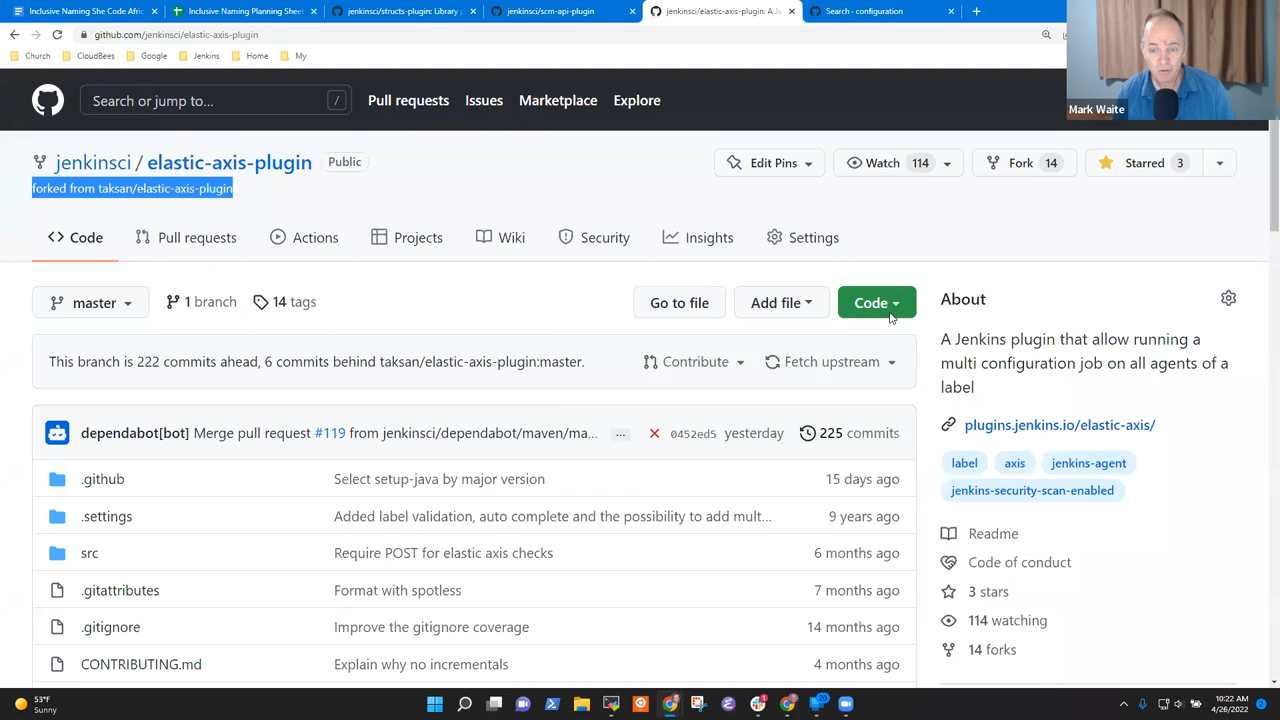 Inclusive Naming She Code Afric
Inclusive Naming Planning Sheet
jenkinsci/structs-plugin: Library p
jenkinsci/scm-api-plugin
jenkinsci/elastic-axis-plugin: A Je
Search · configuration
github.com/jenkinsci/elastic-axis-plugin
Church
CloudBees
Google
Jenkins
Home
My
Mark Waite
Search or jump to...
/
Pull requests
Issues
Marketplace
Explore
jenkinsci / elastic-axis-plugin
Public
Edit Pins
Watch 114
Fork 14
Starred 3
forked from taksan/elastic-axis-plugin
Code
Pull requests
Actions
Projects
Wiki
Security
Insights
Settings
master
1 branch
14 tags
Go to file
Add file
Code
This branch is 222 commits ahead, 6 commits behind taksan/elastic-axis-plugin:master.
Contribute
Fetch upstream
dependabot[bot] Merge pull request #119 from jenkinsci/dependabot/maven/ma...
...
0452ed5 yesterday
225 commits
.github Select setup-java by major version 15 days ago
.settings Added label validation, auto complete and the possibility to add mult... 9 years ago
src Require POST for elastic axis checks 6 months ago
.gitattributes Format with spotless 7 months ago
.gitignore Improve the gitignore coverage 14 months ago
CONTRIBUTING.md Explain why no incrementals 4 months ago
About
A Jenkins plugin that allow running a
multi configuration job on all agents of a
label
plugins.jenkins.io/elastic-axis/
label
axis
jenkins-agent
jenkins-security-scan-enabled
Readme
Code of conduct
3 stars
114 watching
14 forks
53°F
Sunny
20
10:22 AM
4/26/2022
2